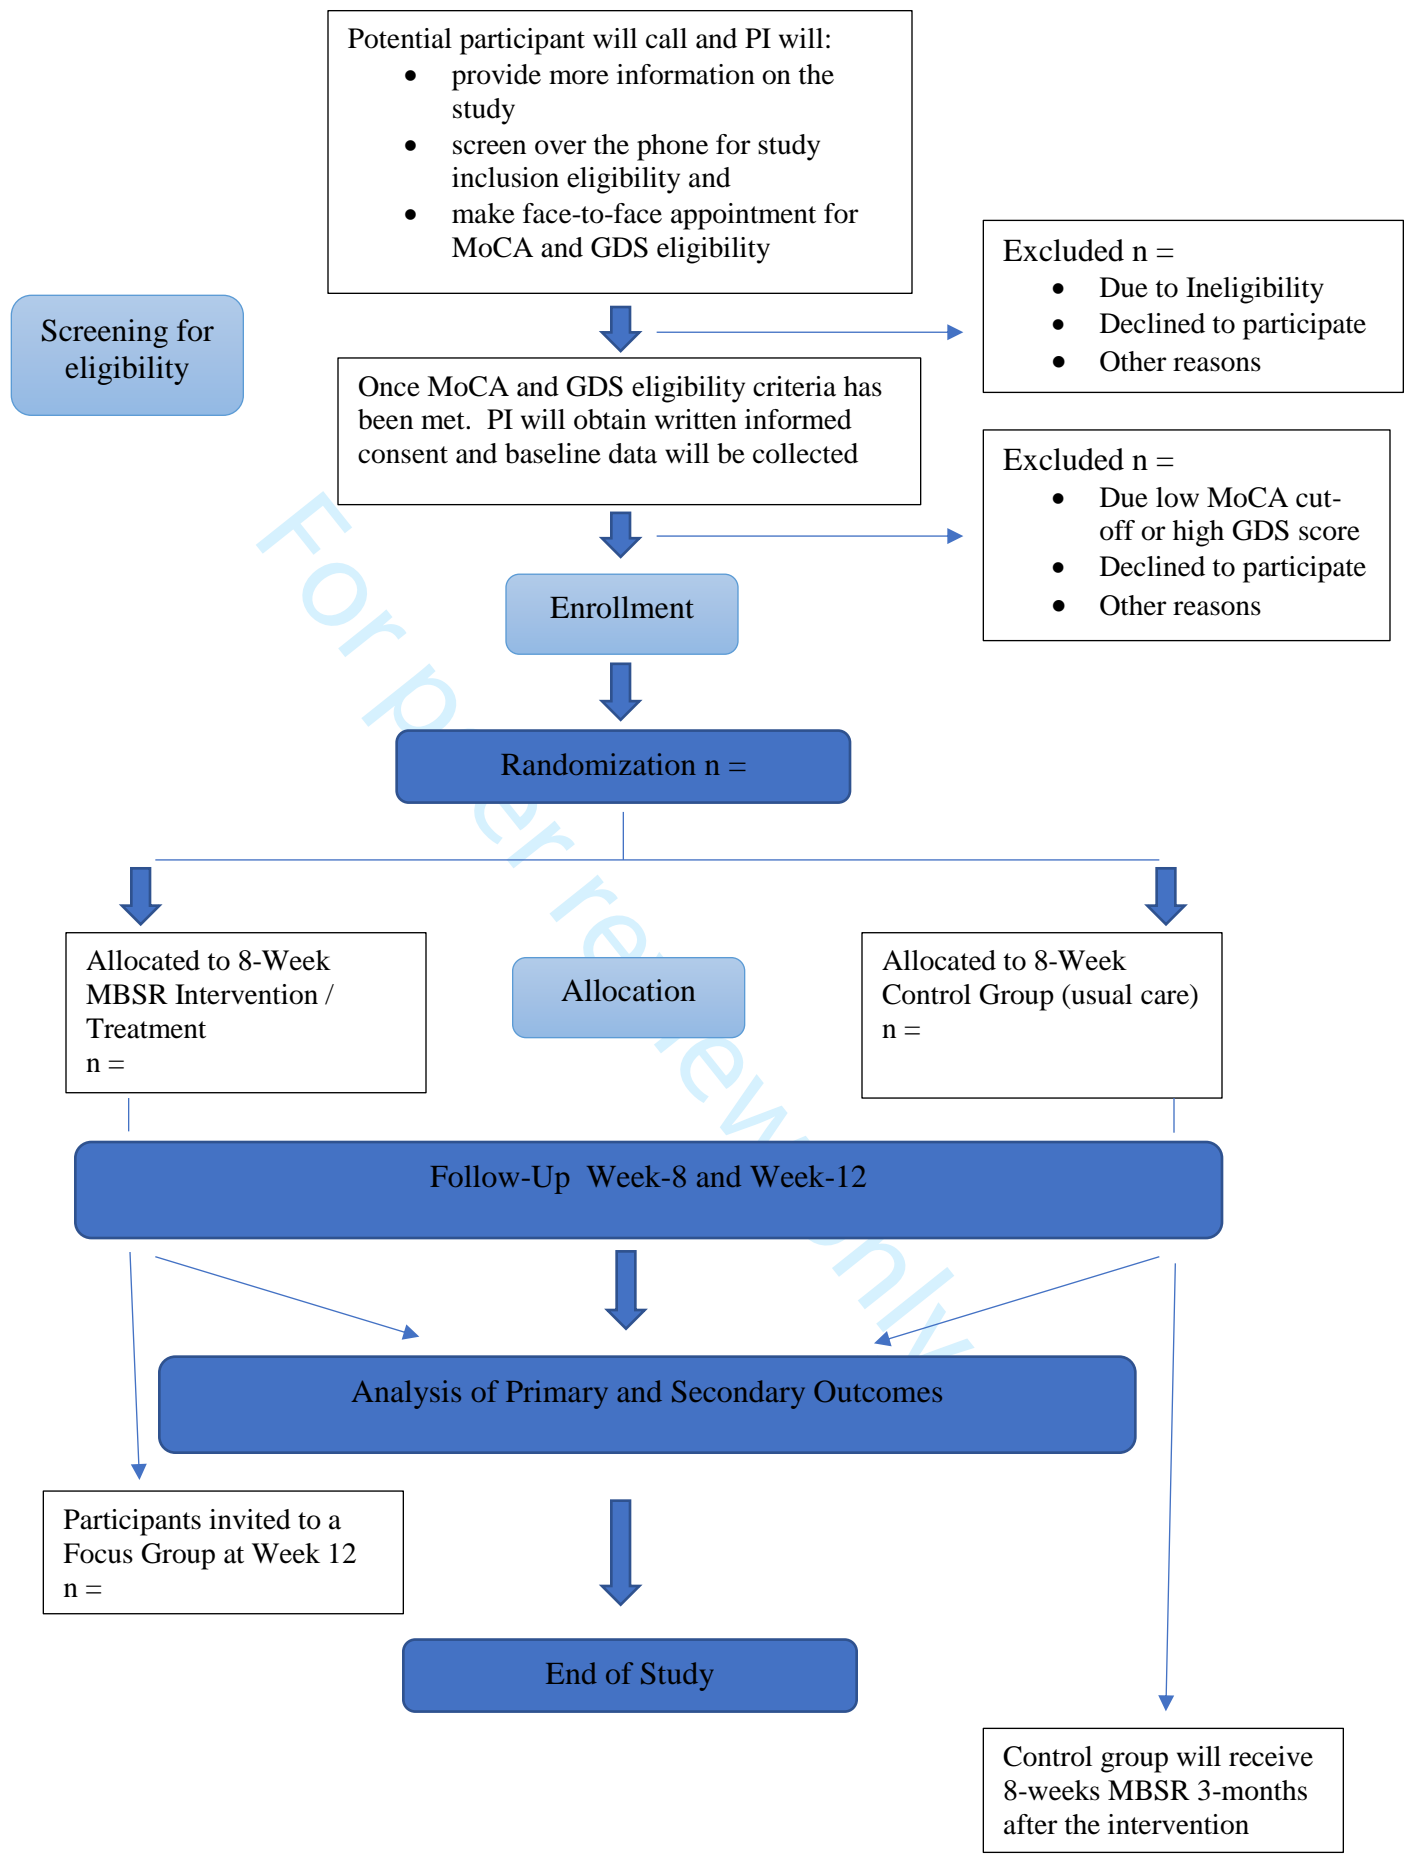 Potential participant will call and PI will:
• provide more information on the
study
• screen over the phone for study
inclusion eligibility and
• make face-to-face appointment for
MoCA and GDS eligibility
Excluded n =
• Due to Ineligibility
• Declined to participate
• Other reasons
Screening for
eligibility
Once MoCA and GDS eligibility criteria has
been met.  PI will obtain written informed
consent and baseline data will be collected
Excluded n =
• Due low MoCA cut-
off or high GDS score
• Declined to participate
• Other reasons
Enrollment
Randomization n =
Allocated to 8-Week
MBSR Intervention /
Treatment
n =
Allocation
Allocated to 8-Week
Control Group (usual care)
n =
Follow-Up  Week-8 and Week-12
Analysis of Primary and Secondary Outcomes
Participants invited to a
Focus Group at Week 12
n =
End of Study
Control group will receive
8-weeks MBSR 3-months
after the intervention
For peer review only